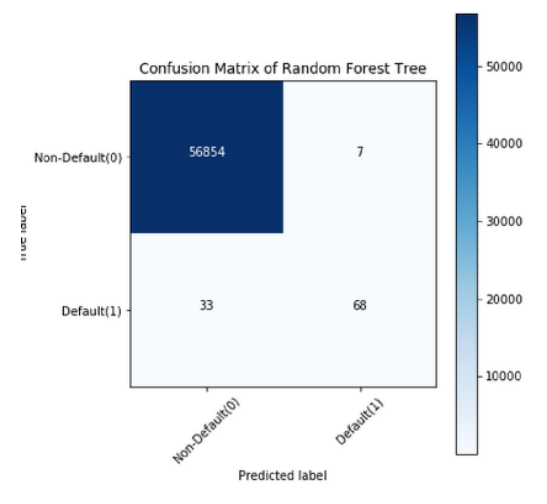 Confusion Matrix of Random Forest Tree
50000
40000
30000
20000
10000
Non-Default(0)
56854
7
Default(1)
33
68
Non-Default(0)
Default(1)
Predicted label